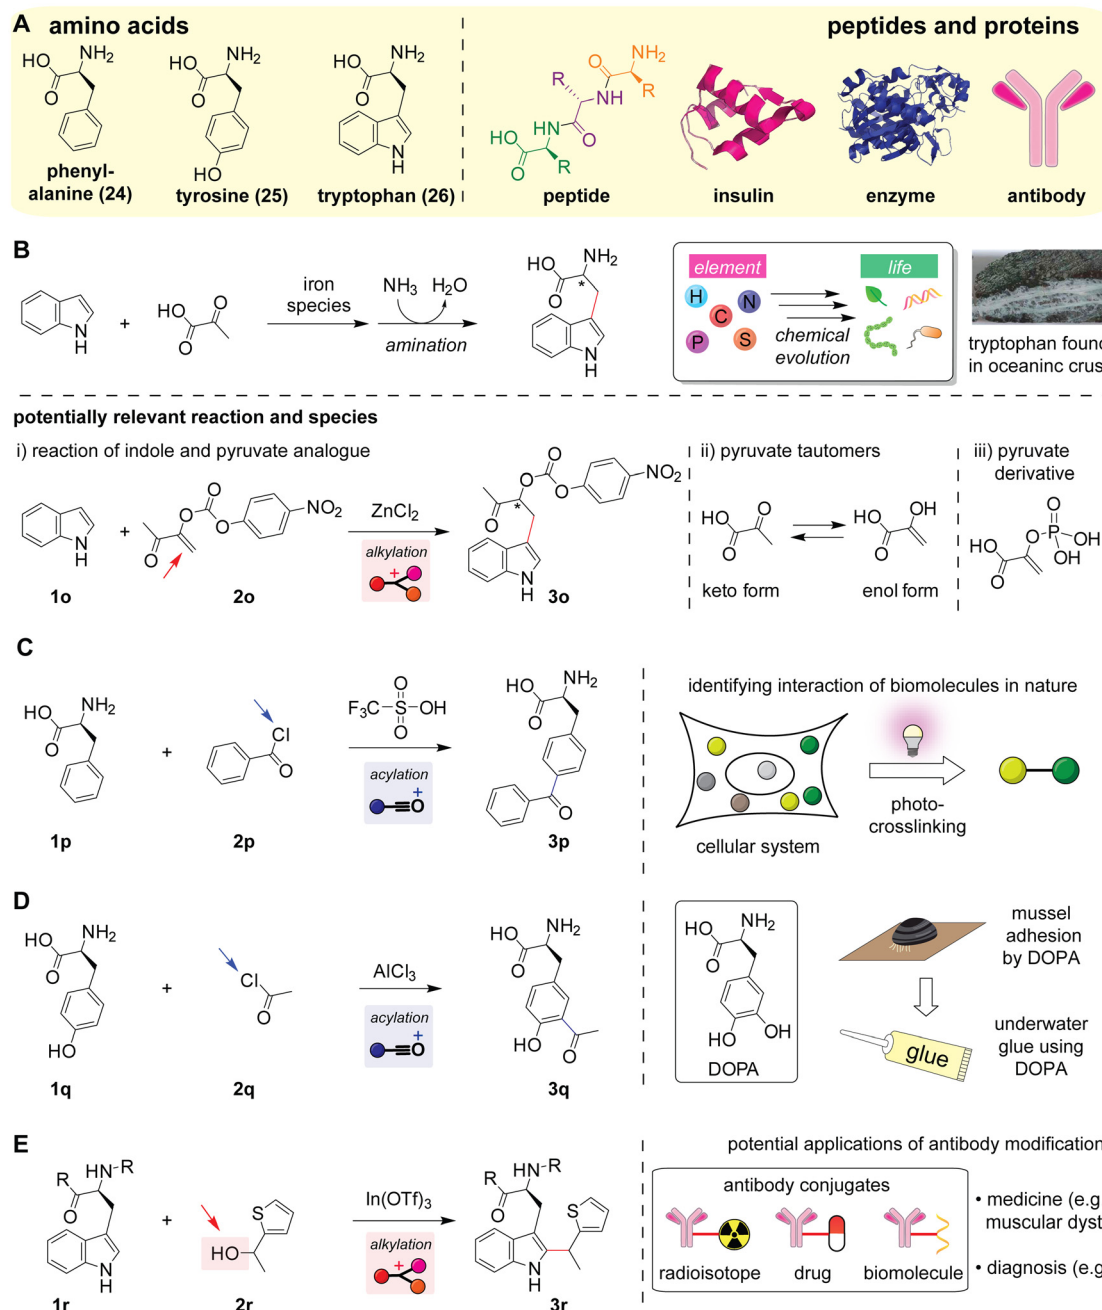 A amino acids
peptides and proteins
HO NH2 O
HO NH2 O HO
HO NH2 O N H
R O NH2 R NH O HN HO O R
phenyl-
alanine (24)
tyrosine (25)
tryptophan (26)
peptide
insulin
enzyme
antibody
B
N H
+
HO O O
iron
species
NH3 H2O
amination
HO NH2 O * N H
element
life
H N C P S
chemical
evolution
tryptophan foun
in oceaninc crus
potentially relevant reaction and species
i) reaction of indole and pyruvate analogue
ii) pyruvate tautomers
iii) pyruvate
derivative
N H
+
O O O O NO2
ZnCl2
alkylation
+
O O O O NO2 * N H
HO O O
HO OH O
HO O O O P OH OH
keto form
enol form
1o
2o
3o
C
HO NH2 O
+
Cl O
F3C S O O OH
acylation
+
O
HO NH2 O O
identifying interaction of biomolecules in nature
photo-
crosslinking
cellular system
1p
2p
3p
D
HO NH2 O HO
+
Cl O
AlCl3
acylation
+
O
HO NH2 O HO O
HO NH2 O HO OH
DOPA
mussel
adhesion
by DOPA
glue
underwater
glue using
DOPA
1q
2q
3q
E
R HN R O N H
+
HO S
In(OTf)3
alkylation
+
R HN R O S N H
potential applications of antibody modification
antibody conjugates
radioisotope
drug
biomolecule
• medicine (e.g
muscular dyst
• diagnosis (e.g
1r
2r
3r